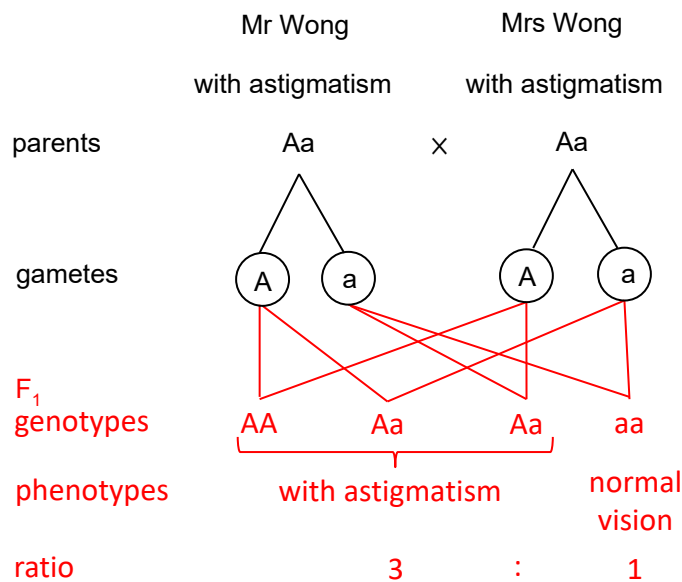 Mr Wong Mrs Wong
with astigmatism with astigmatism
parents Aa × Aa
gametes A a A a
F1
genotypes AA Aa Aa aa
phenotypes with astigmatism normal vision
ratio 3 : 1